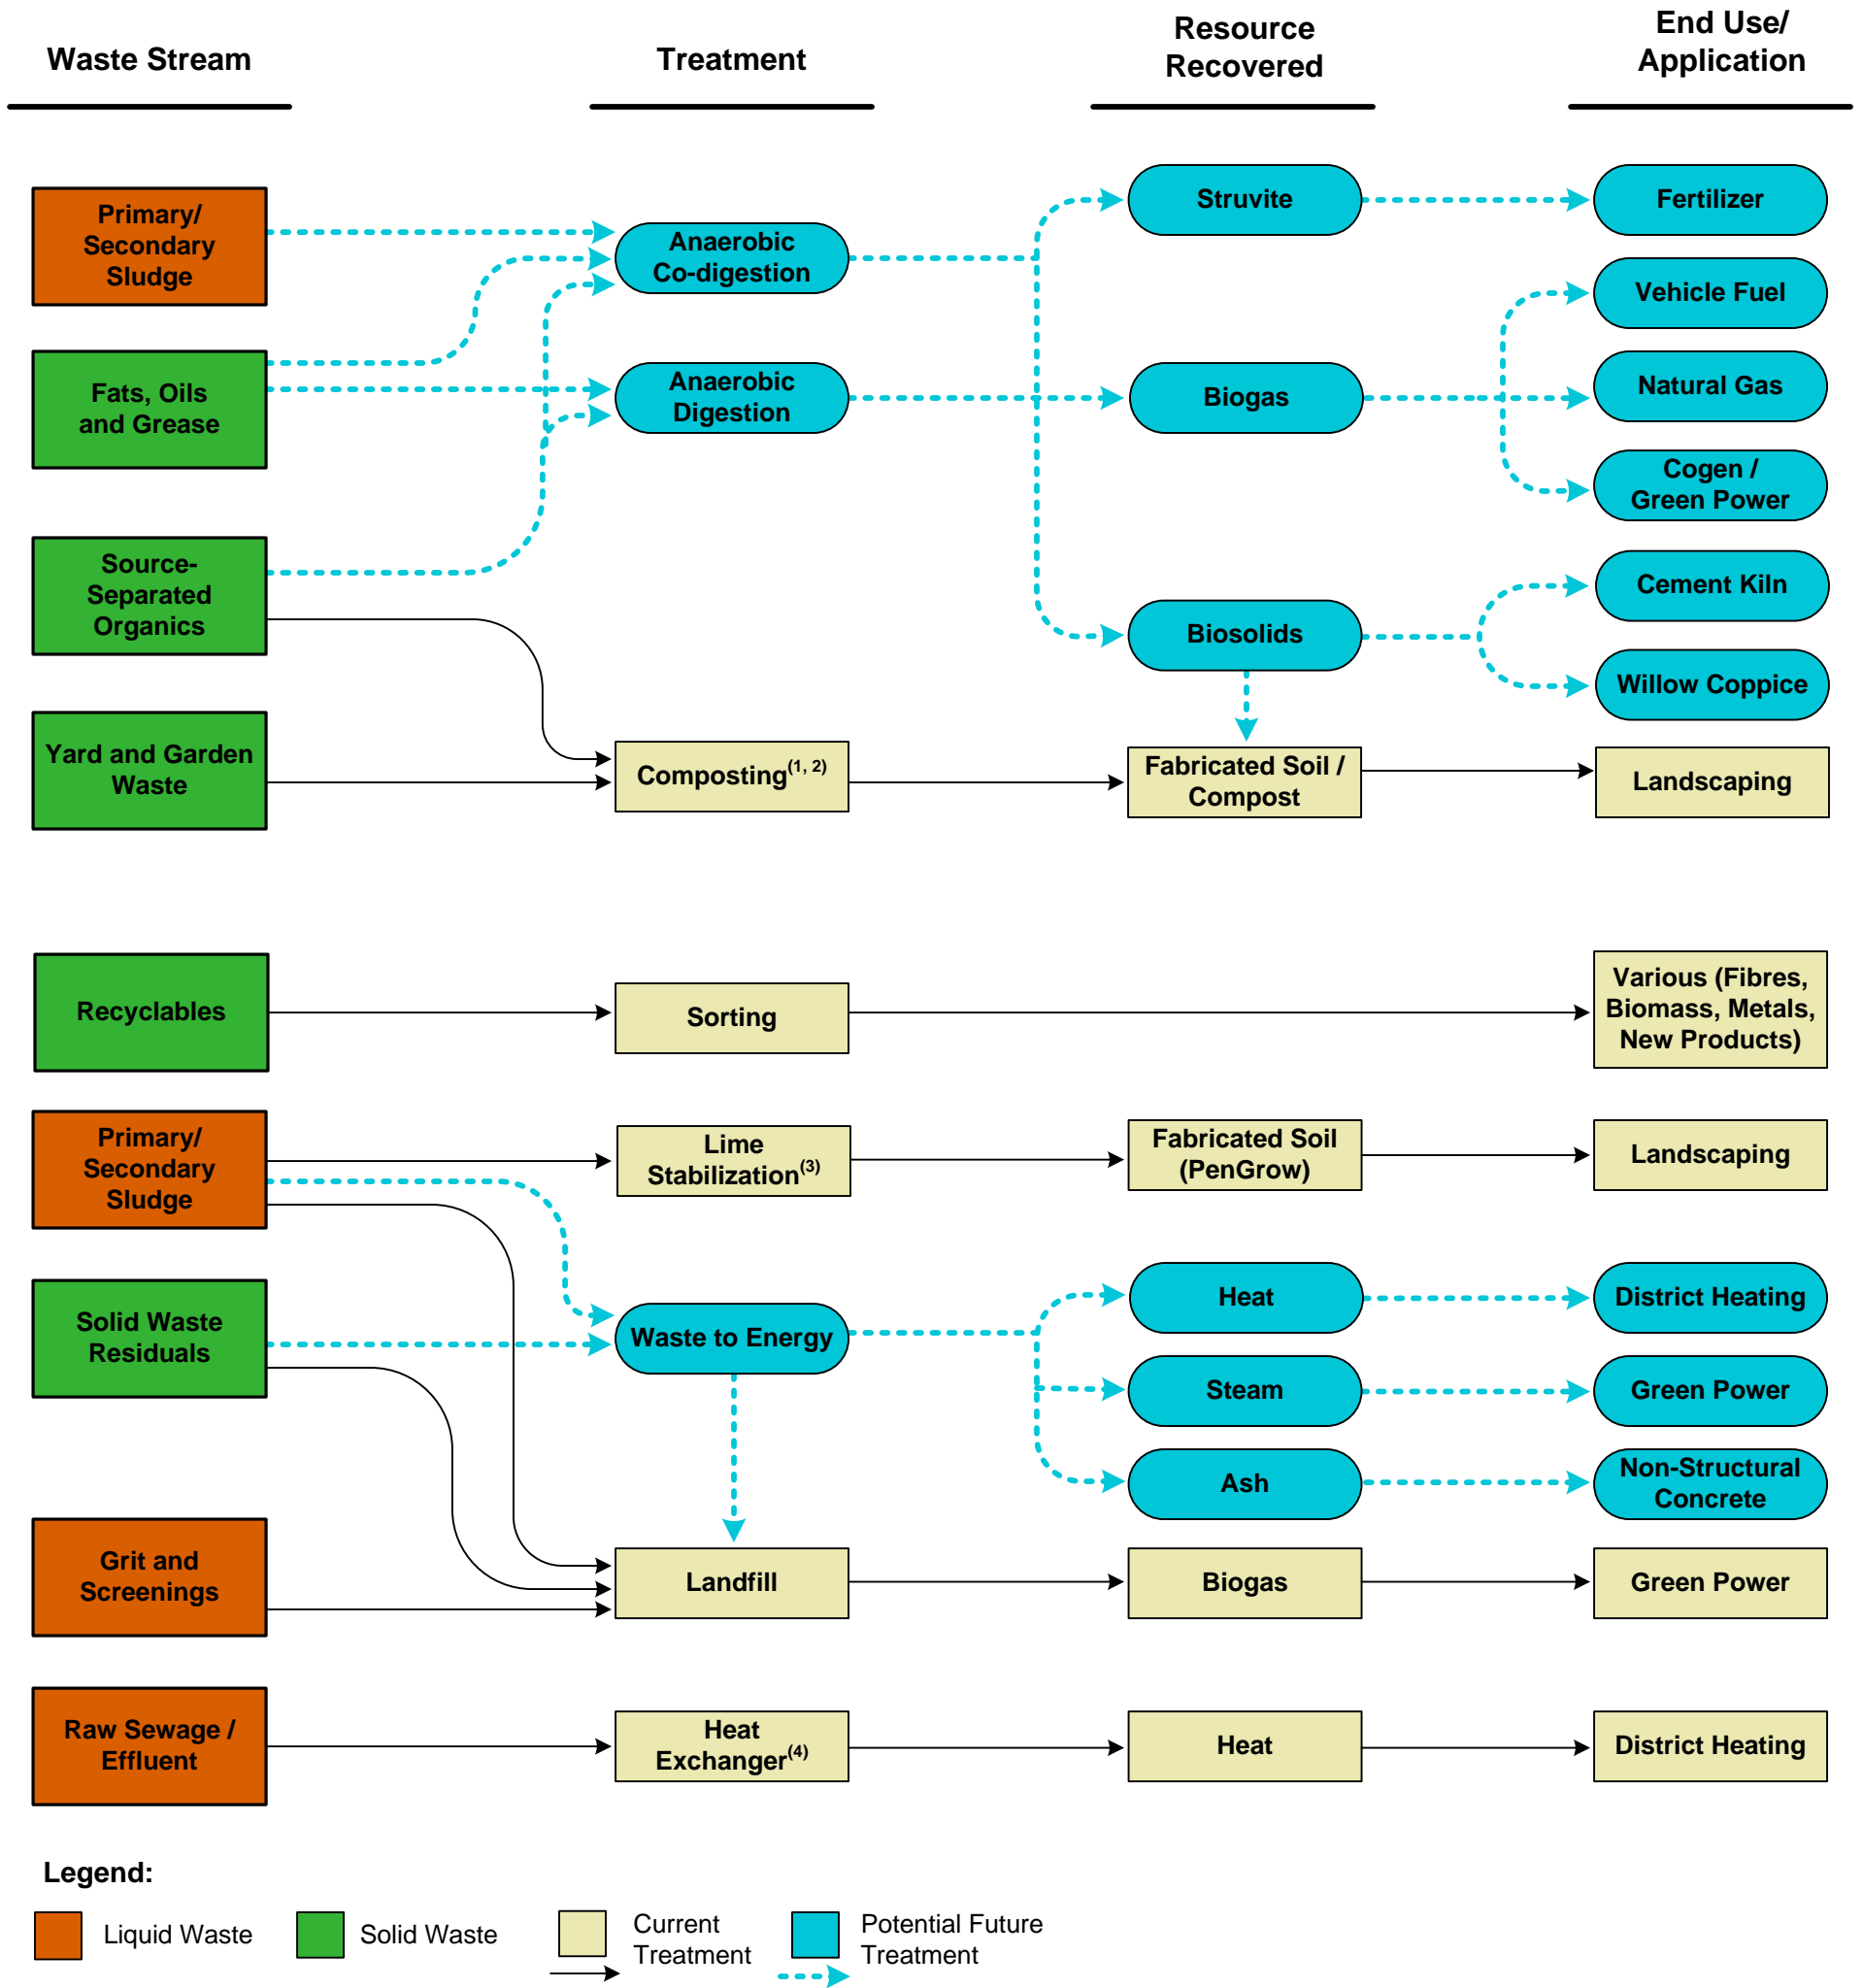 Waste Stream
Treatment
Resource
Recovered
End Use/
Application
Primary/
Secondary
Sludge
Anaerobic
Co-digestion
Struvite
Fertilizer
Vehicle Fuel
Fats, Oils
and Grease
Anaerobic
Digestion
Biogas
Natural Gas
Cogen /
Green Power
Source-
Separated
Organics
Biosolids
Cement Kiln
Willow Coppice
Yard and Garden
Waste
Composting(1, 2)
Fabricated Soil /
Compost
Landscaping
Recyclables
Sorting
Various (Fibres,
Biomass, Metals,
New Products)
Primary/
Secondary
Sludge
Lime
Stabilization(3)
Fabricated Soil
(PenGrow)
Landscaping
Solid Waste
Residuals
Waste to Energy
Heat
District Heating
Steam
Green Power
Ash
Non-Structural
Concrete
Grit and
Screenings
Landfill
Biogas
Green Power
Raw Sewage /
Effluent
Heat
Exchanger(4)
Heat
District Heating
Legend:
Liquid Waste
Solid Waste
Current
Treatment
Potential Future
Treatment